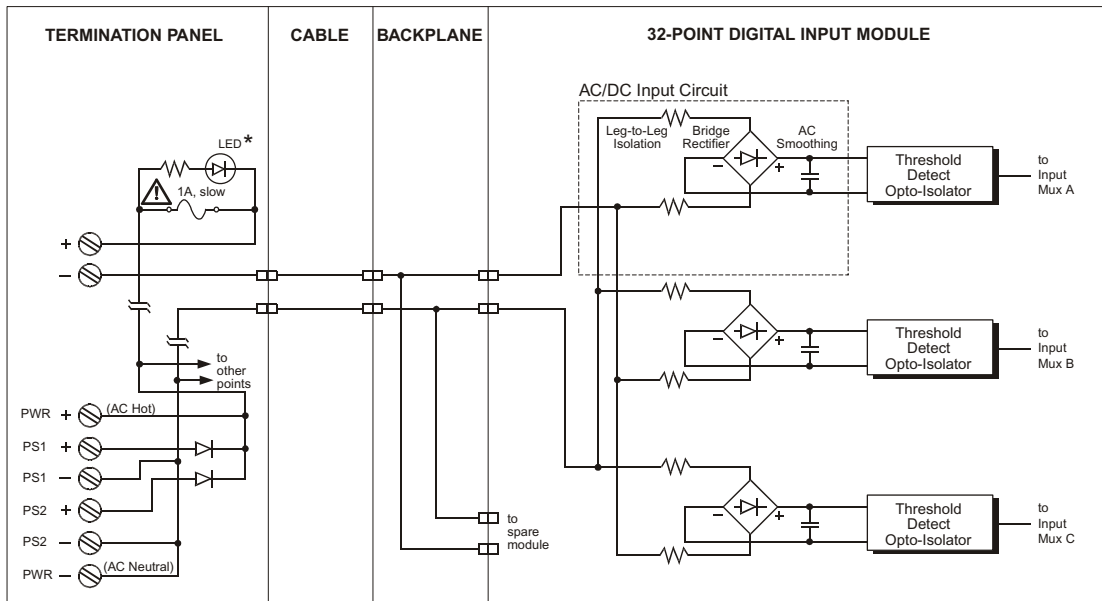 TERMINATION PANEL
CABLE
BACKPLANE
32-POINT DIGITAL INPUT MODULE
AC/DC Input Circuit
LED*
1A, slow
Leg-to-Leg
Isolation
Bridge
Rectifier
AC
Smoothing
- +
Threshold
Detect
Opto-Isolator
to
Input
Mux A
+
-
- +
Threshold
Detect
Opto-Isolator
to
Input
Mux B
to
other
points
PWR + (AC Hot)
PS1 +
PS1 -
PS2 +
PS2 -
PWR - (AC Neutral)
to
spare
module
- +
Threshold
Detect
Opto-Isolator
to
Input
Mux C